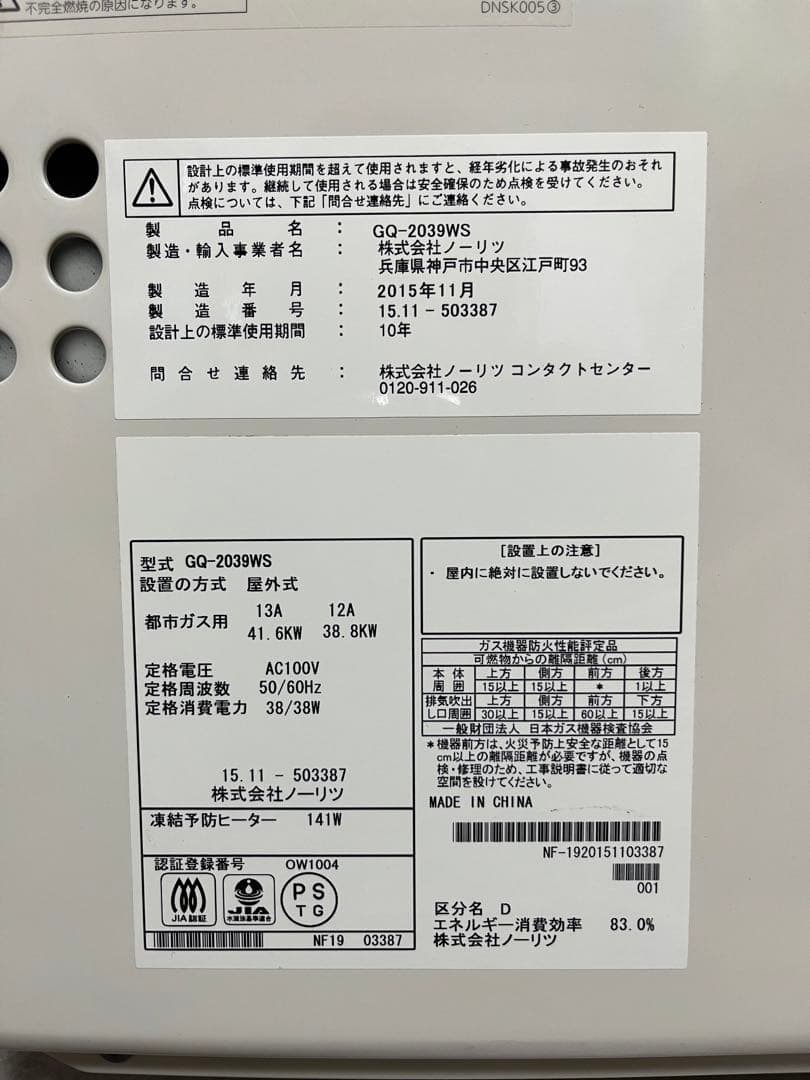 不完全燃焼の原因になります。
DNSK005③
設計上の標準使用期間を超えて使用されますと、経年劣化による事故発生のおそれ
があります。継続して使用される場合は安全確保のため点検を受けてください。
点検については、下記「問合せ連絡先」にご連絡ください。
製品名 : GQ-2039WS
製造・輸入事業者名 : 株式会社ノーリツ
兵庫県神戸市中央区江戸町93
製造年月 : 2015年11月
製造番号 : 15.11 - 503387
設計上の標準使用期間 : 10年
問合せ連絡先 : 株式会社ノーリツ コンタクトセンター
0120-911-026
型式 GQ-2039WS
設置の方式 屋外式
都市ガス用 13A 12A
41.6KW 38.8KW
定格電圧 AC100V
定格周波数 50/60Hz
定格消費電力 38/38W
15.11 - 503387
株式会社ノーリツ
凍結予防ヒーター 141W
認証登録番号 OW1004
JIA認証
JIA
水道法基準適合
PS
TG
NF19 03387
[設置上の注意]
・ 屋内に絶対に設置しないでください。
ガス機器防火性能評定品
可燃物からの離隔距離(cm)
本体 上方 側方 前方 後方
周囲 15以上 15以上 * 1以上
排気吹出 上方 側方 前方 下方
し口周囲 30以上 15以上 60以上 15以上
一般財団法人 日本ガス機器検査協会
*機器前方は、火災予防上安全な距離として15
cm以上の離隔距離が必要ですが、機器の点
検・修理のため、工事説明書に従って適切な
空間を設けてください。
MADE IN CHINA
NF-1920151103387
001
区分名 D
エネルギー消費効率 83.0%
株式会社ノーリツ